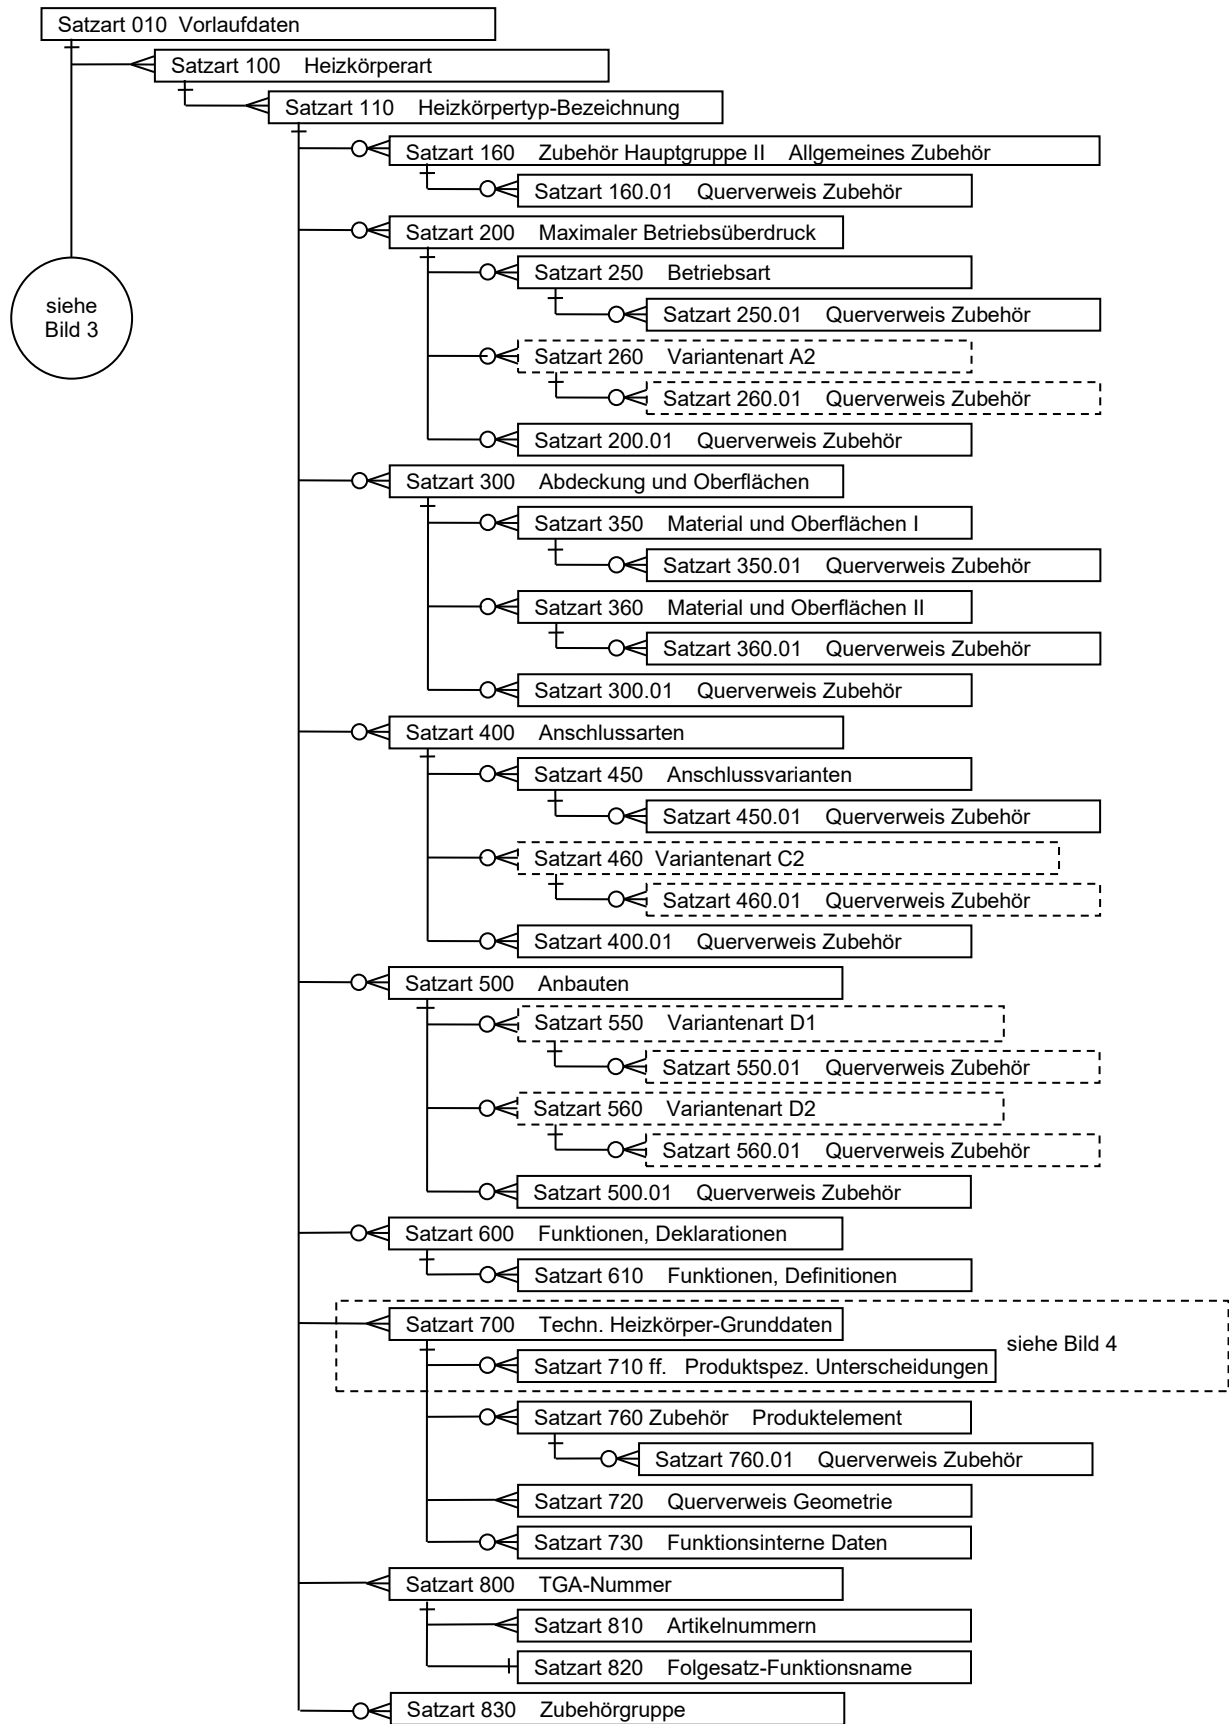 Satzart 010 Vorlaufdaten
Satzart 100 Heizkörperart
Satzart 110 Heizkörpertyp-Bezeichnung
Satzart 160 Zubehör Hauptgruppe II Allgemeines Zubehör
Satzart 160.01 Querverweis Zubehör
Satzart 200 Maximaler Betriebsüberdruck
Satzart 250 Betriebsart
siehe
Bild 3
Satzart 250.01 Querverweis Zubehör
Satzart 260 Variantenart A2
Satzart 260.01 Querverweis Zubehör
Satzart 200.01 Querverweis Zubehör
Satzart 300 Abdeckung und Oberflächen
Satzart 350 Material und Oberflächen I
Satzart 350.01 Querverweis Zubehör
Satzart 360 Material und Oberflächen II
Satzart 360.01 Querverweis Zubehör
Satzart 300.01 Querverweis Zubehör
Satzart 400 Anschlussarten
Satzart 450 Anschlussvarianten
Satzart 450.01 Querverweis Zubehör
Satzart 460 Variantenart C2
Satzart 460.01 Querverweis Zubehör
Satzart 400.01 Querverweis Zubehör
Satzart 500 Anbauten
Satzart 550 Variantenart D1
Satzart 550.01 Querverweis Zubehör
Satzart 560 Variantenart D2
Satzart 560.01 Querverweis Zubehör
Satzart 500.01 Querverweis Zubehör
Satzart 600 Funktionen, Deklarationen
Satzart 610 Funktionen, Definitionen
Satzart 700 Techn. Heizkörper-Grunddaten
siehe Bild 4
Satzart 710 ff. Produktspez. Unterscheidungen
Satzart 760 Zubehör Produktelement
Satzart 760.01 Querverweis Zubehör
Satzart 720 Querverweis Geometrie
Satzart 730 Funktionsinterne Daten
Satzart 800 TGA-Nummer
Satzart 810 Artikelnummern
Satzart 820 Folgesatz-Funktionsname
Satzart 830 Zubehörgruppe